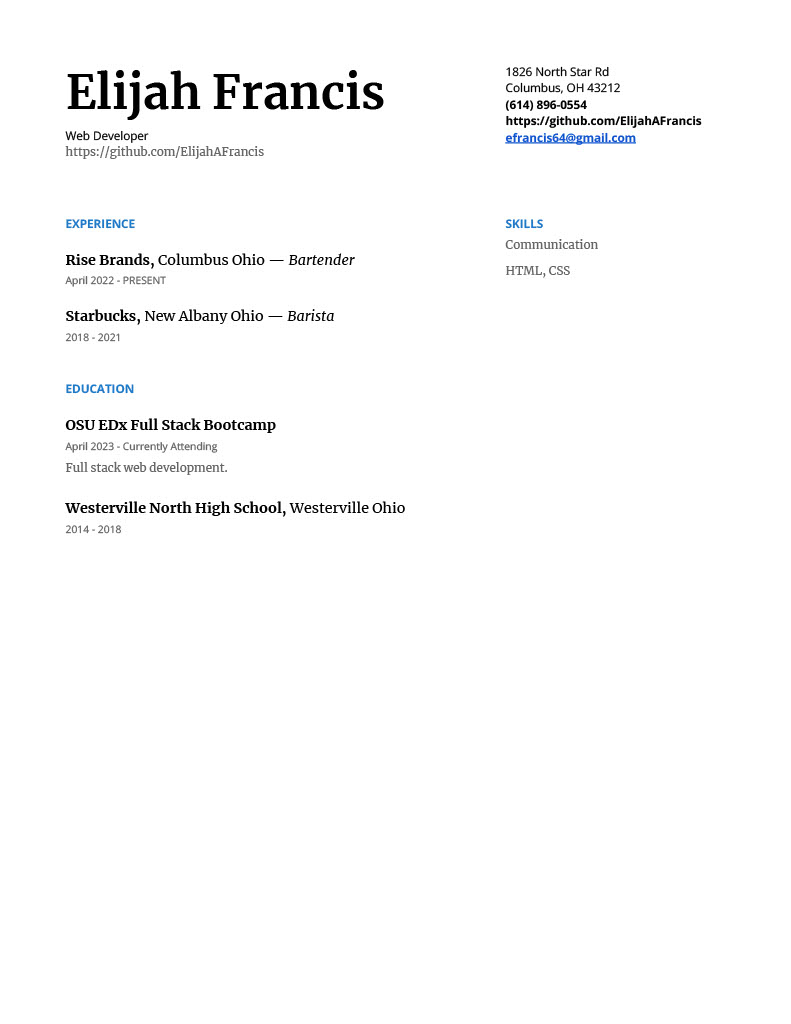 Elijah Francis
Web Developer
https://github.com/ElijahAFrancis
1826 North Star Rd
Columbus, OH 43212
(614) 896-0554
https://github.com/ElijahAFrancis
efrancis64@gmail.com
EXPERIENCE
Rise Brands, Columbus Ohio — Bartender
April 2022 - PRESENT
Starbucks, New Albany Ohio — Barista
2018 - 2021
EDUCATION
OSU EDx Full Stack Bootcamp
April 2023 - Currently Attending
Full stack web development.
Westerville North High School, Westerville Ohio
2014 - 2018
SKILLS
Communication
HTML, CSS